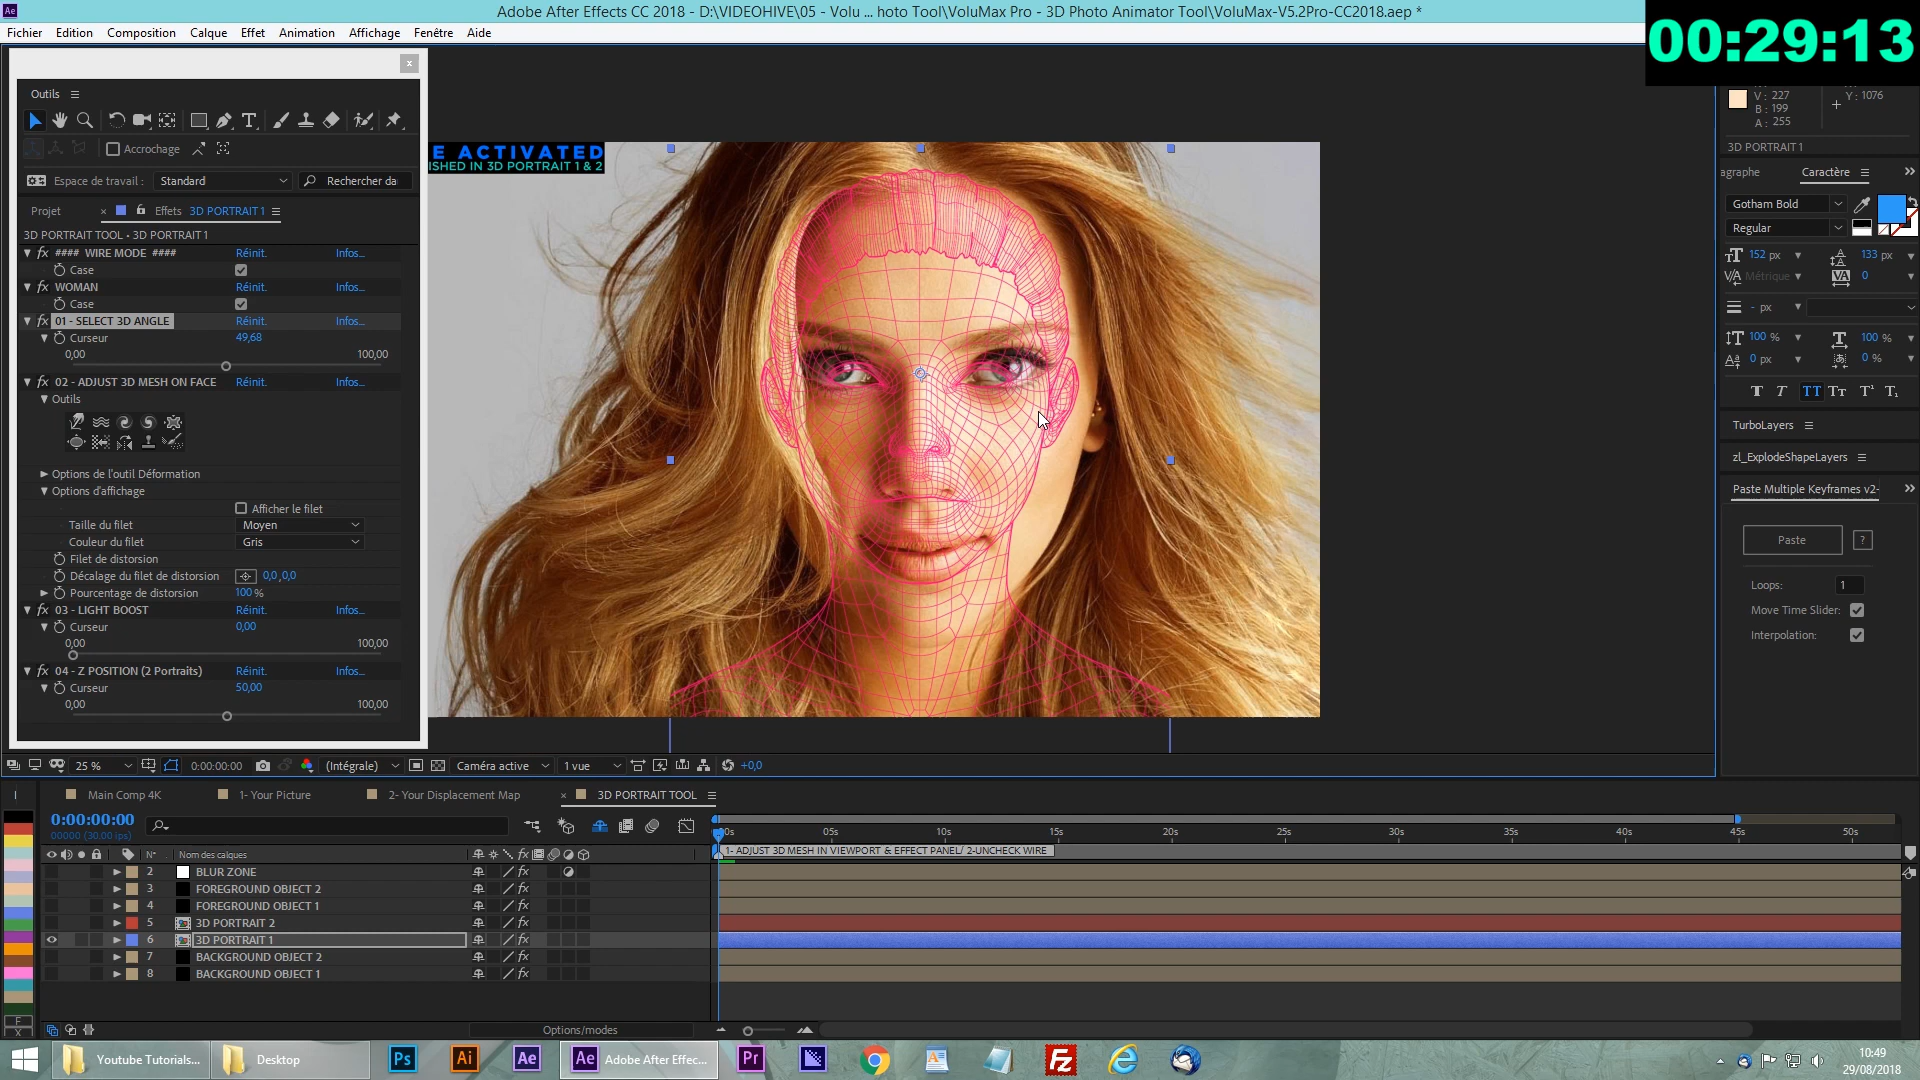 Adobe After Effects CC 2018 - D:\VIDEOHIVE\05 - Volu ... hoto Tool\VoluMax Pro - 3D Photo Animator Tool\VoluMax-V5.2Pro-CC2018.aep *
00:29:13
Fichier Edition Composition Calque Effet Animation Affichage Fenêtre Aide
Outils
Accrochage
Espace de travail : Standard Rechercher da
Projet Effets 3D PORTRAIT 1
3D PORTRAIT TOOL • 3D PORTRAIT 1
fx #### WIRE MODE #### Réinit. Infos...
Case
fx WOMAN Réinit. Infos...
Case
fx 01 - SELECT 3D ANGLE Réinit. Infos...
Curseur 49,68
0,00 100,00
fx 02 - ADJUST 3D MESH ON FACE Réinit. Infos...
Outils
Options de l'outil Déformation
Options d'affichage
Afficher le filet
Taille du filet Moyen
Couleur du filet Gris
Filet de distorsion
Décalage du filet de distorsion 0,0,0,0
Pourcentage de distorsion 100 %
fx 03 - LIGHT BOOST Réinit. Infos...
Curseur 0,00
0,00 100,00
fx 04 - Z POSITION (2 Portraits) Réinit. Infos...
Curseur 50,00
0,00 100,00
E ACTIVATED
ISHED IN 3D PORTRAIT 1 & 2
V : 227
B : 199
A : 255
Y : 1076
3D PORTRAIT 1
agraphe Caractère
Gotham Bold
Regular
152 px 133 px
Métrique 0
- px
100 % 100 %
0 px 0 %
TurboLayers
zl_ExplodeShapeLayers
Paste Multiple Keyframes v2-
Paste ?
Loops: 1
Move Time Slider:
Interpolation:
25 % 0:00:00:00 (Intégrale) Caméra active 1 vue +0,0
Main Comp 4K 1- Your Picture 2- Your Displacement Map 3D PORTRAIT TOOL
0:00:00:00
00000 (30.00 ips)
00s 05s 10s 15s 20s 25s 30s 35s 40s 45s 50s
N° Nom des calques
1- ADJUST 3D MESH IN VIEWPORT & EFFECT PANEL/ 2-UNCHECK WIRE
2 BLUR ZONE
3 FOREGROUND OBJECT 2
4 FOREGROUND OBJECT 1
5 3D PORTRAIT 2
6 3D PORTRAIT 1
7 BACKGROUND OBJECT 2
8 BACKGROUND OBJECT 1
Options/modes
Youtube Tutorials... Desktop Ps Ai Ae Ae Adobe After Effec... Pr Fz
10:49
29/08/2018